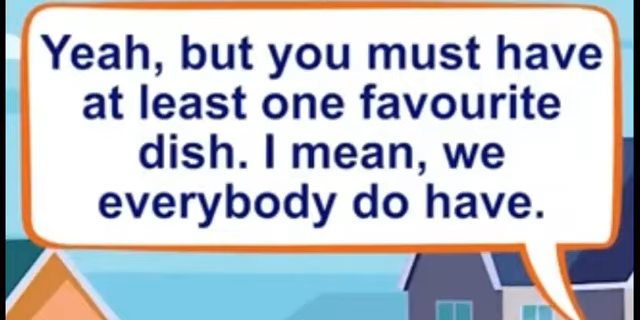 Yeah, but you must have
at least one favourite
dish. I mean, we
everybody do have.